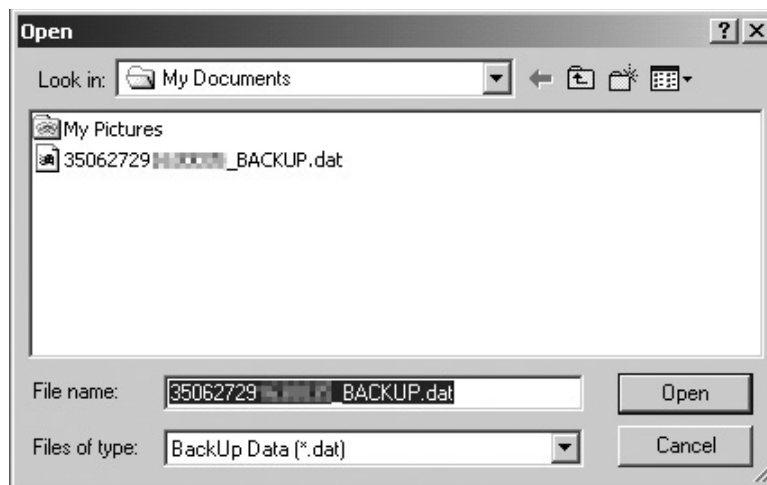 Open
Look in: My Documents
My Pictures
35062729 _BACKUP.dat
File name: 35062729 _BACKUP.dat Open
Files of type: BackUp Data (*.dat) Cancel